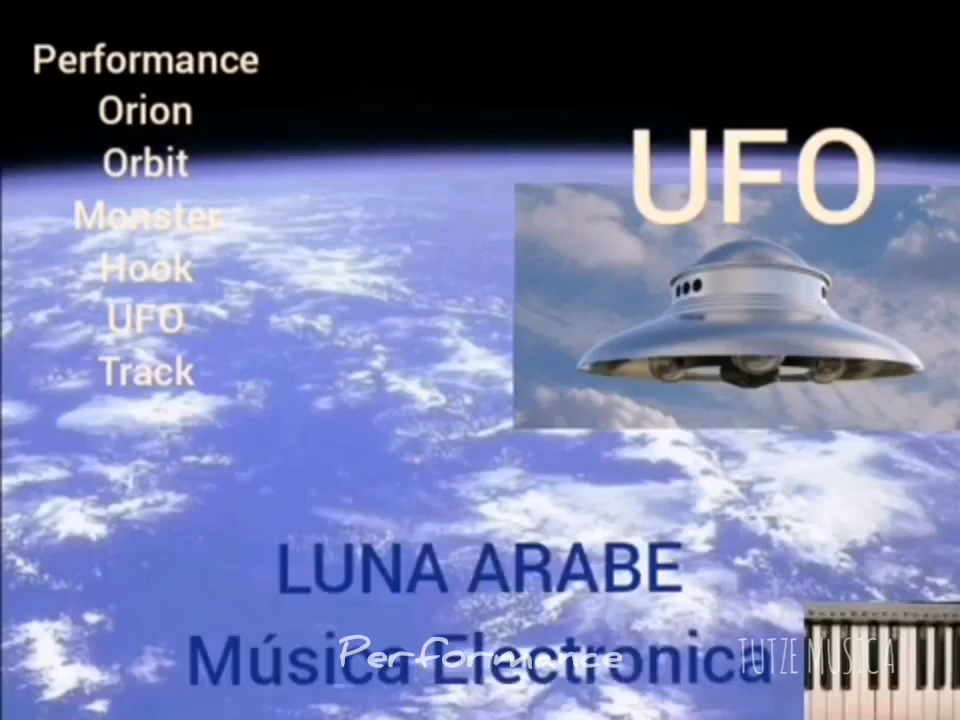 Performance
Orion
Orbit
Monster
Hook
UFO
Track
UFO
LUNA ARABE
Música Electronica
Performance
TUTZE MUSICA